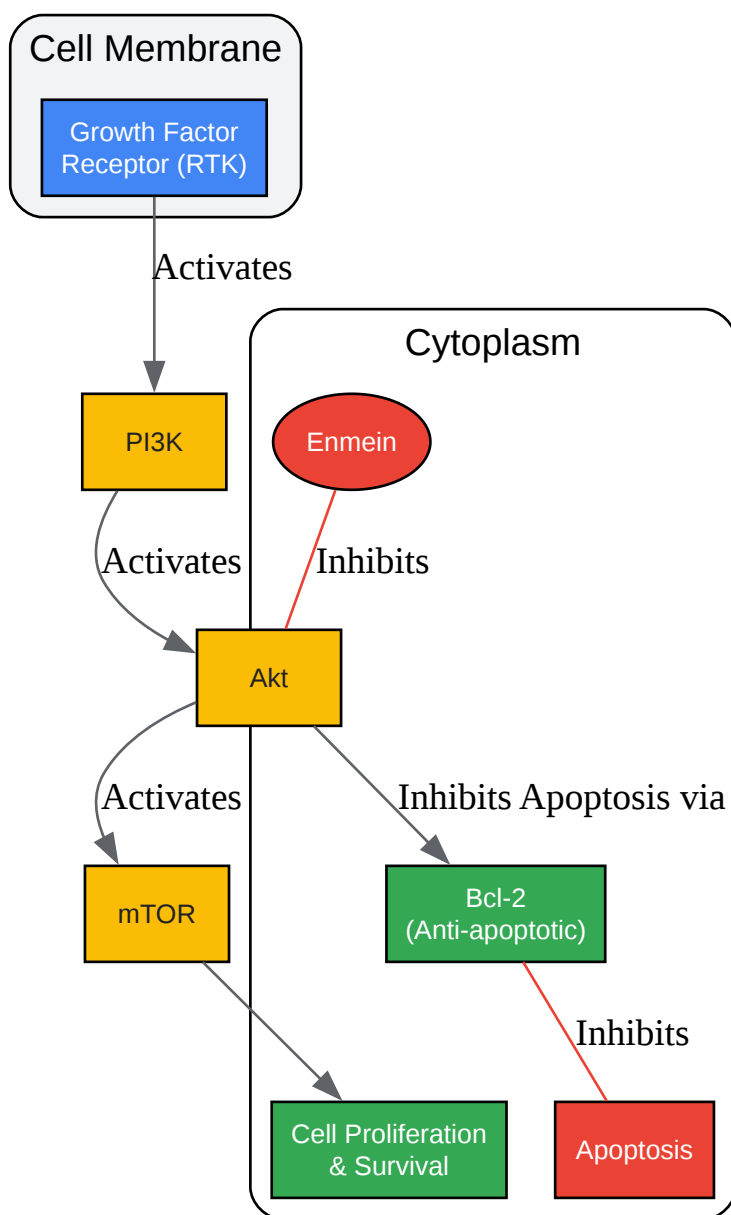 Cell Membrane
Growth Factor
Receptor (RTK)
Activates
Cytoplasm
PI3K
Enmein
Activates
Inhibits
Akt
Activates
Inhibits Apoptosis via
mTOR
Bcl-2
(Anti-apoptotic)
Inhibits
Cell Proliferation
& Survival
Apoptosis